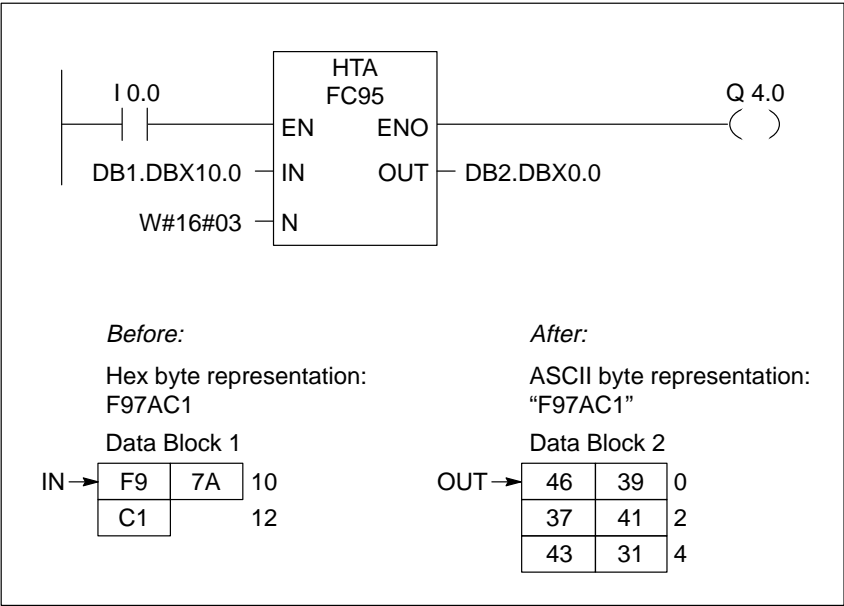 HTA
FC95
I 0.0
Q 4.0
EN ENO
DB1.DBX10.0 IN OUT DB2.DBX0.0
W#16#03 N
Before:
After:
Hex byte representation:
F97AC1
ASCII byte representation:
“F97AC1”
Data Block 1
Data Block 2
IN F9 7A 10
C1 12
OUT 46 39 0
37 41 2
43 31 4